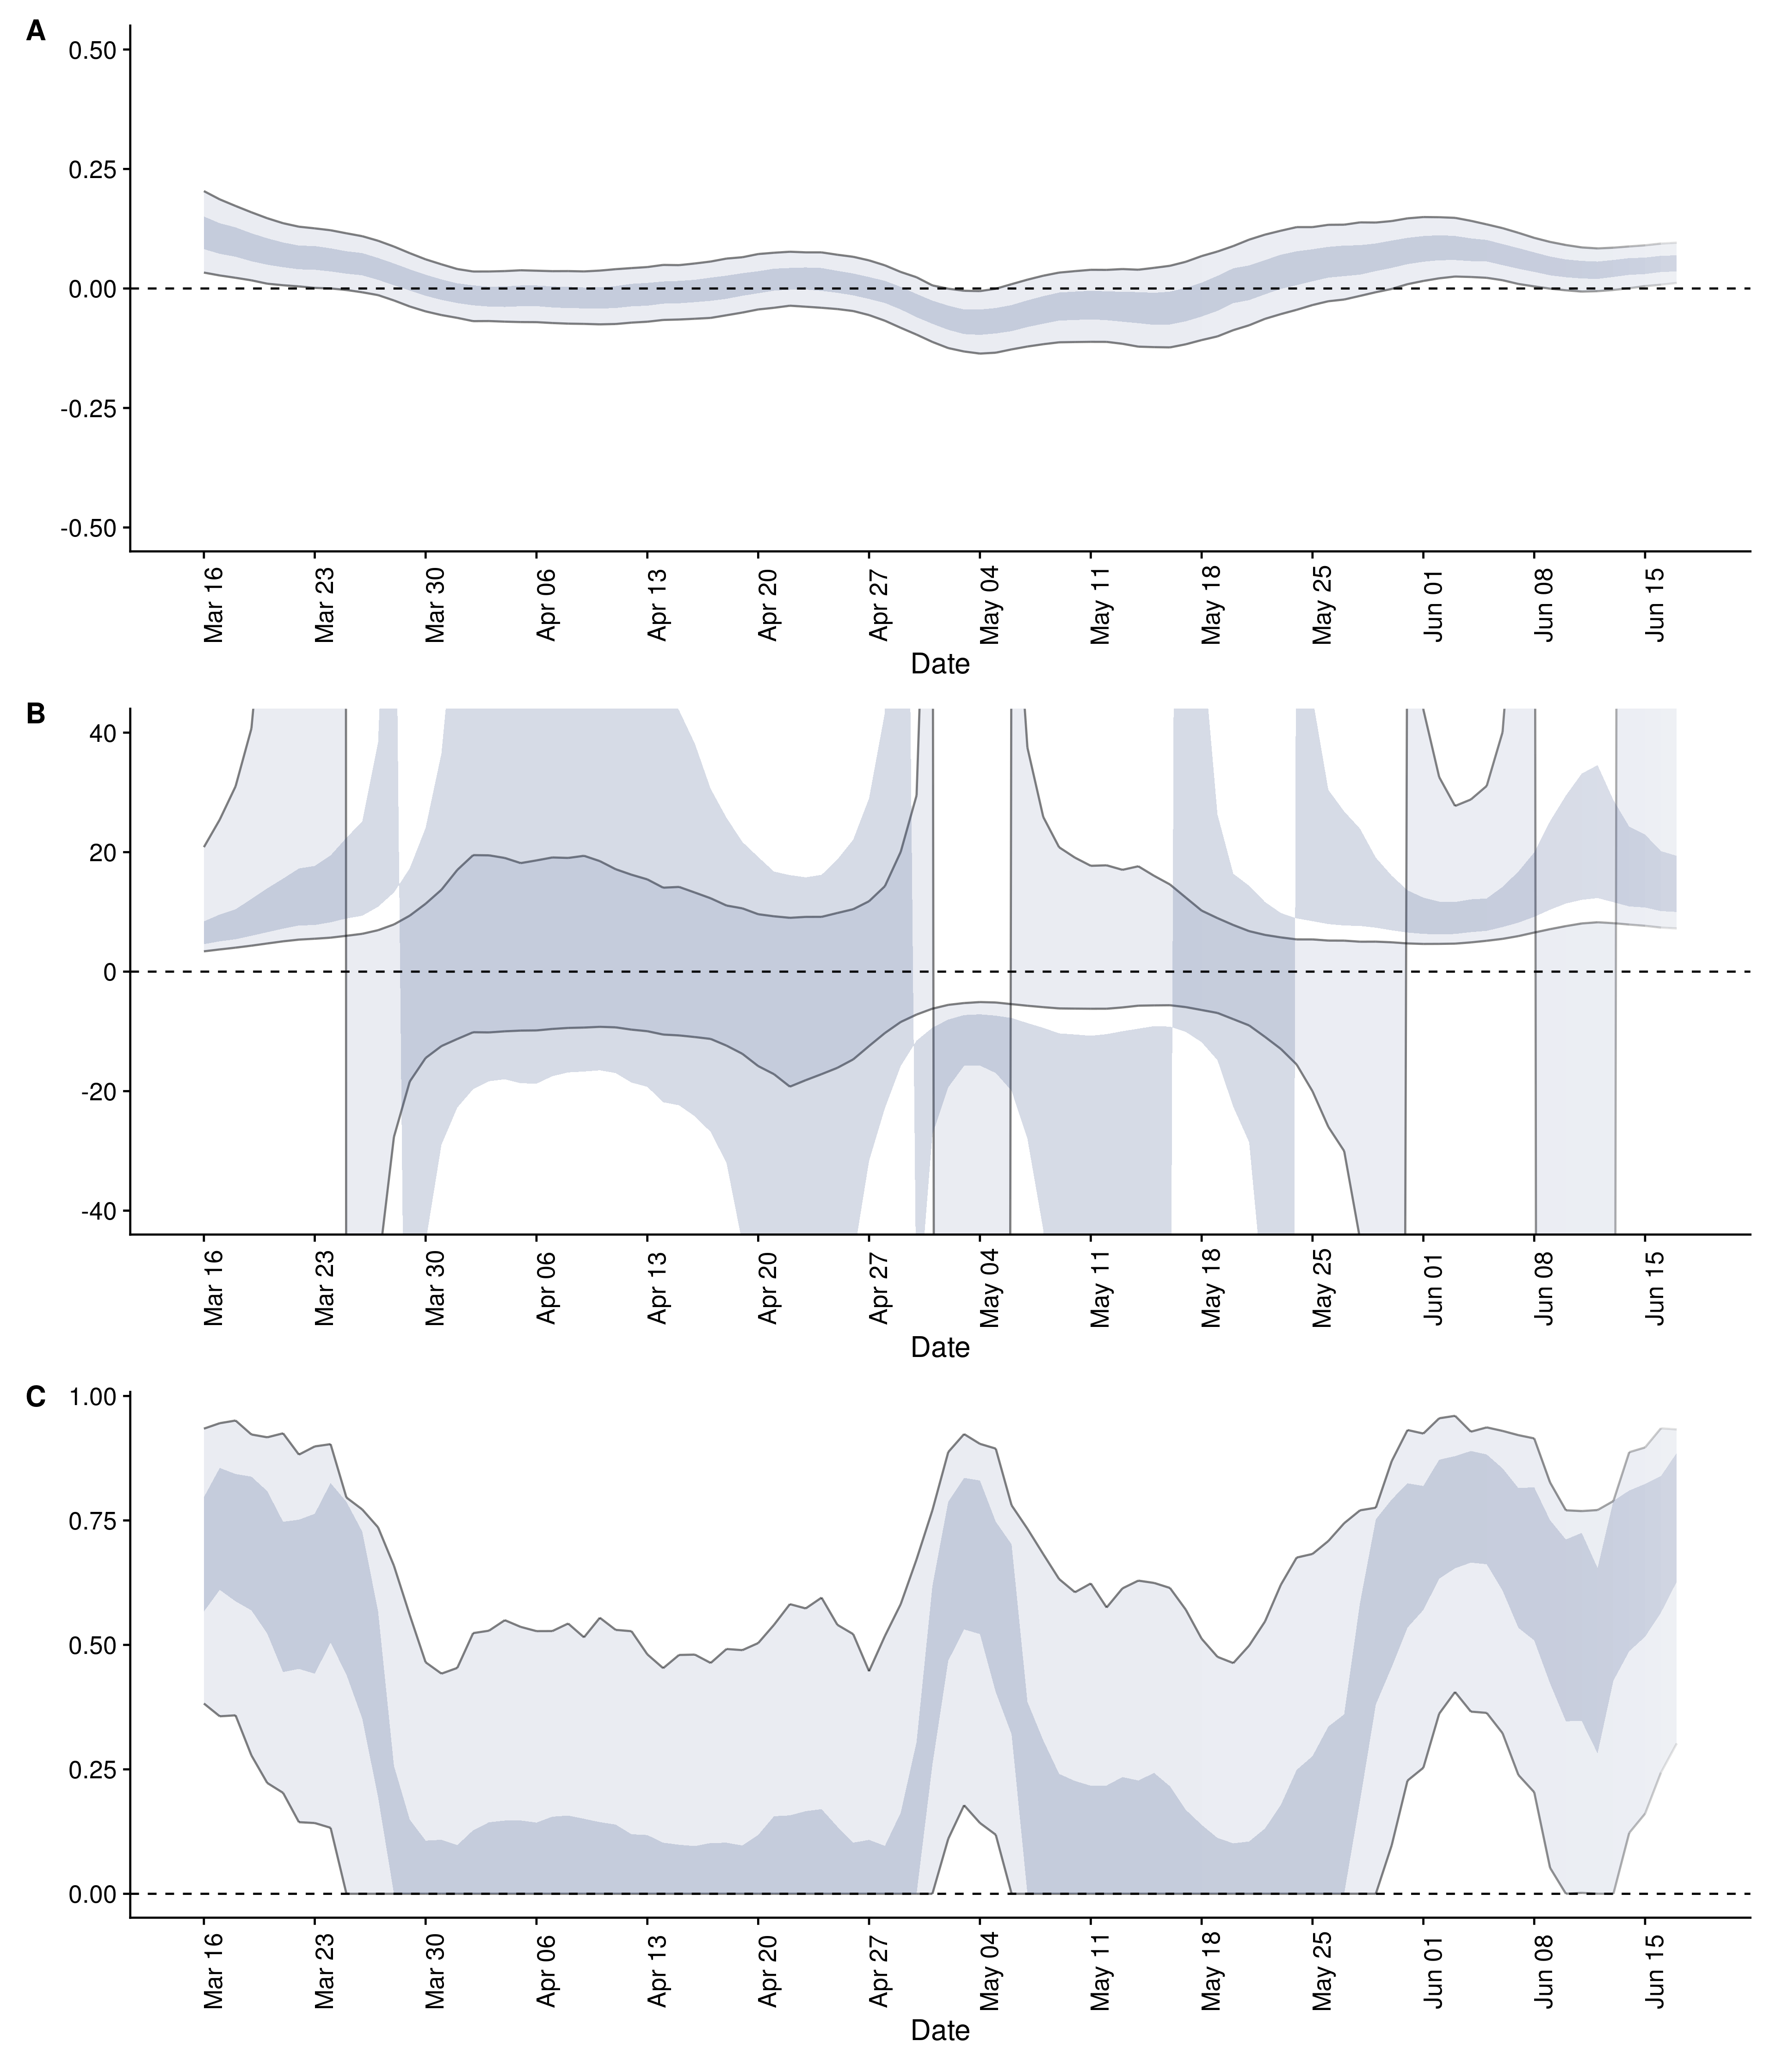 A
0.50
0.25
0.00
-0.25
-0.50
Mar 16
Mar 23
Mar 30
Apr 06
Apr 13
Apr 20
Apr 27
May 04
May 11
May 18
May 25
Jun 01
Jun 08
Jun 15
Date
B
40
20
0
-20
-40
Mar 16
Mar 23
Mar 30
Apr 06
Apr 13
Apr 20
Apr 27
May 04
May 11
May 18
May 25
Jun 01
Jun 08
Jun 15
Date
C
1.00
0.75
0.50
0.25
0.00
Mar 16
Mar 23
Mar 30
Apr 06
Apr 13
Apr 20
Apr 27
May 04
May 11
May 18
May 25
Jun 01
Jun 08
Jun 15
Date